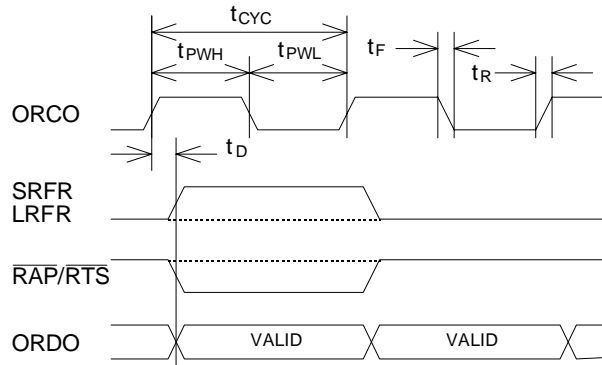 tCYC
tPWH tPWL tF
tR
ORCO
tD
SRFR
LRFR
RAP/RTS
ORDO VALID VALID